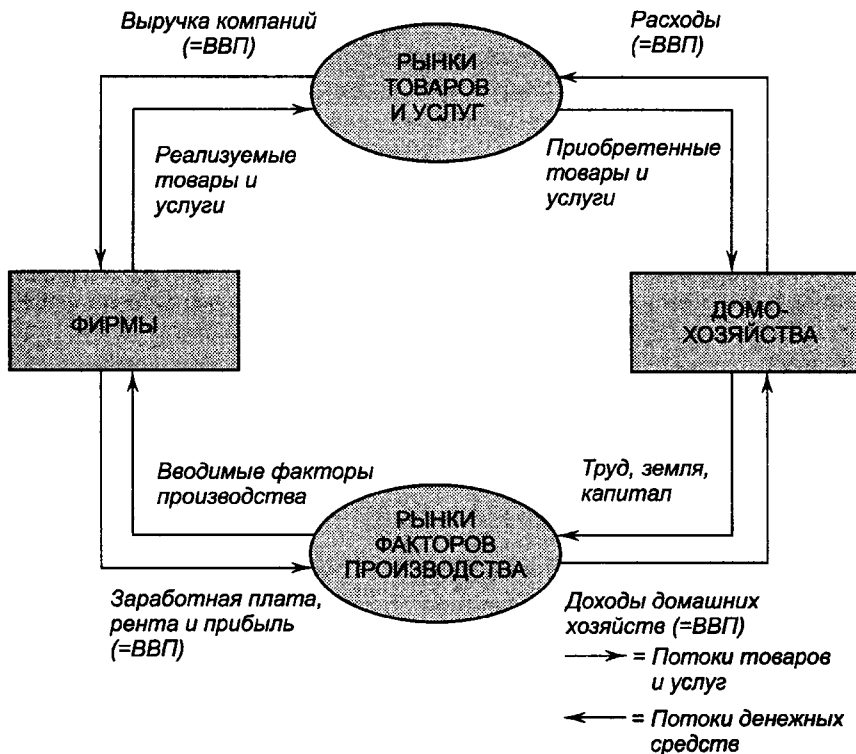 Выручка компаний
(=ВВП)
РЫНКИ
ТОВАРОВ
И УСЛУГ
Расходы
(=ВВП)
Реализуемые
товары и
услуги
Приобретенные
товары и
услуги
ФИРМЫ
ДОМО-
ХОЗЯЙСТВА
Вводимые факторы
производства
РЫНКИ
ФАКТОРОВ
ПРОИЗВОДСТВА
Труд, земля,
капитал
Заработная плата,
рента и прибыль
(=ВВП)
Доходы домашних
хозяйств (=ВВП)
= Потоки товаров
и услуг
= Потоки денежных
средств